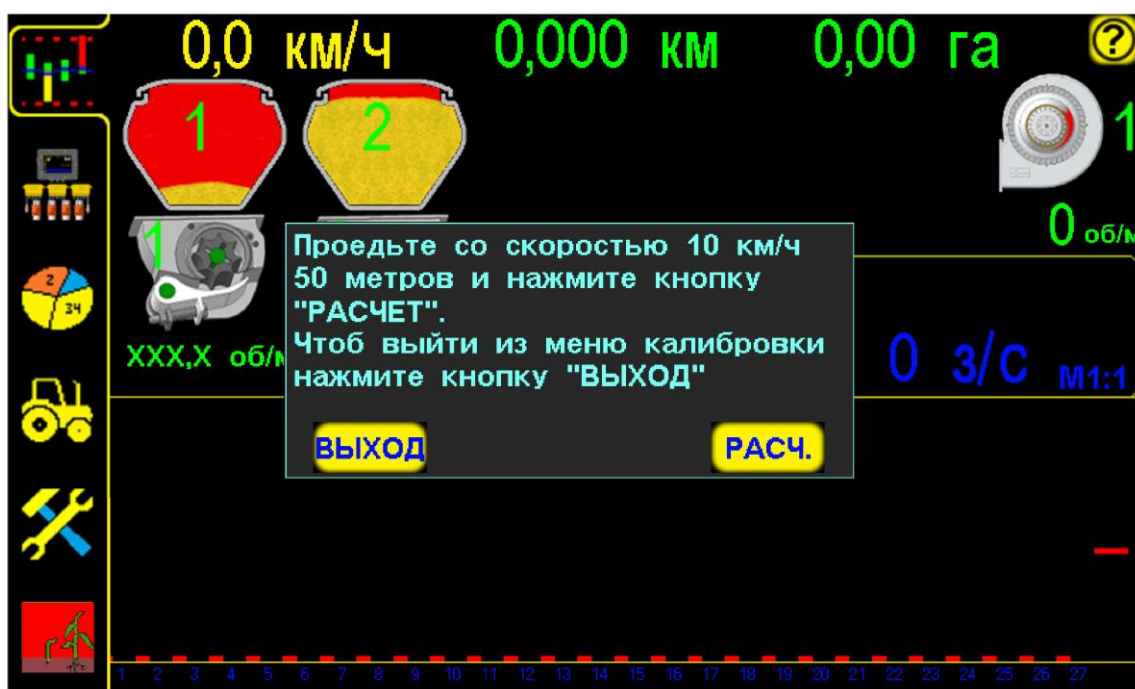 0,0 км/ч 0,000 км 0,00 га ?
1 2 1
1
0 об/м
Проедьте со скоростью 10 км/ч
50 метров и нажмите кнопку
"РАСЧЕТ".
Чтоб выйти из меню калибровки
нажмите кнопку "ВЫХОД"
ВЫХОД РАСЧ.
XXX,X об/м
0 з/с М1:1
2
34
1 2 3 4 5 6 7 8 9 10 11 12 13 14 15 16 17 18 19 20 21 22 23 24 25 26 27